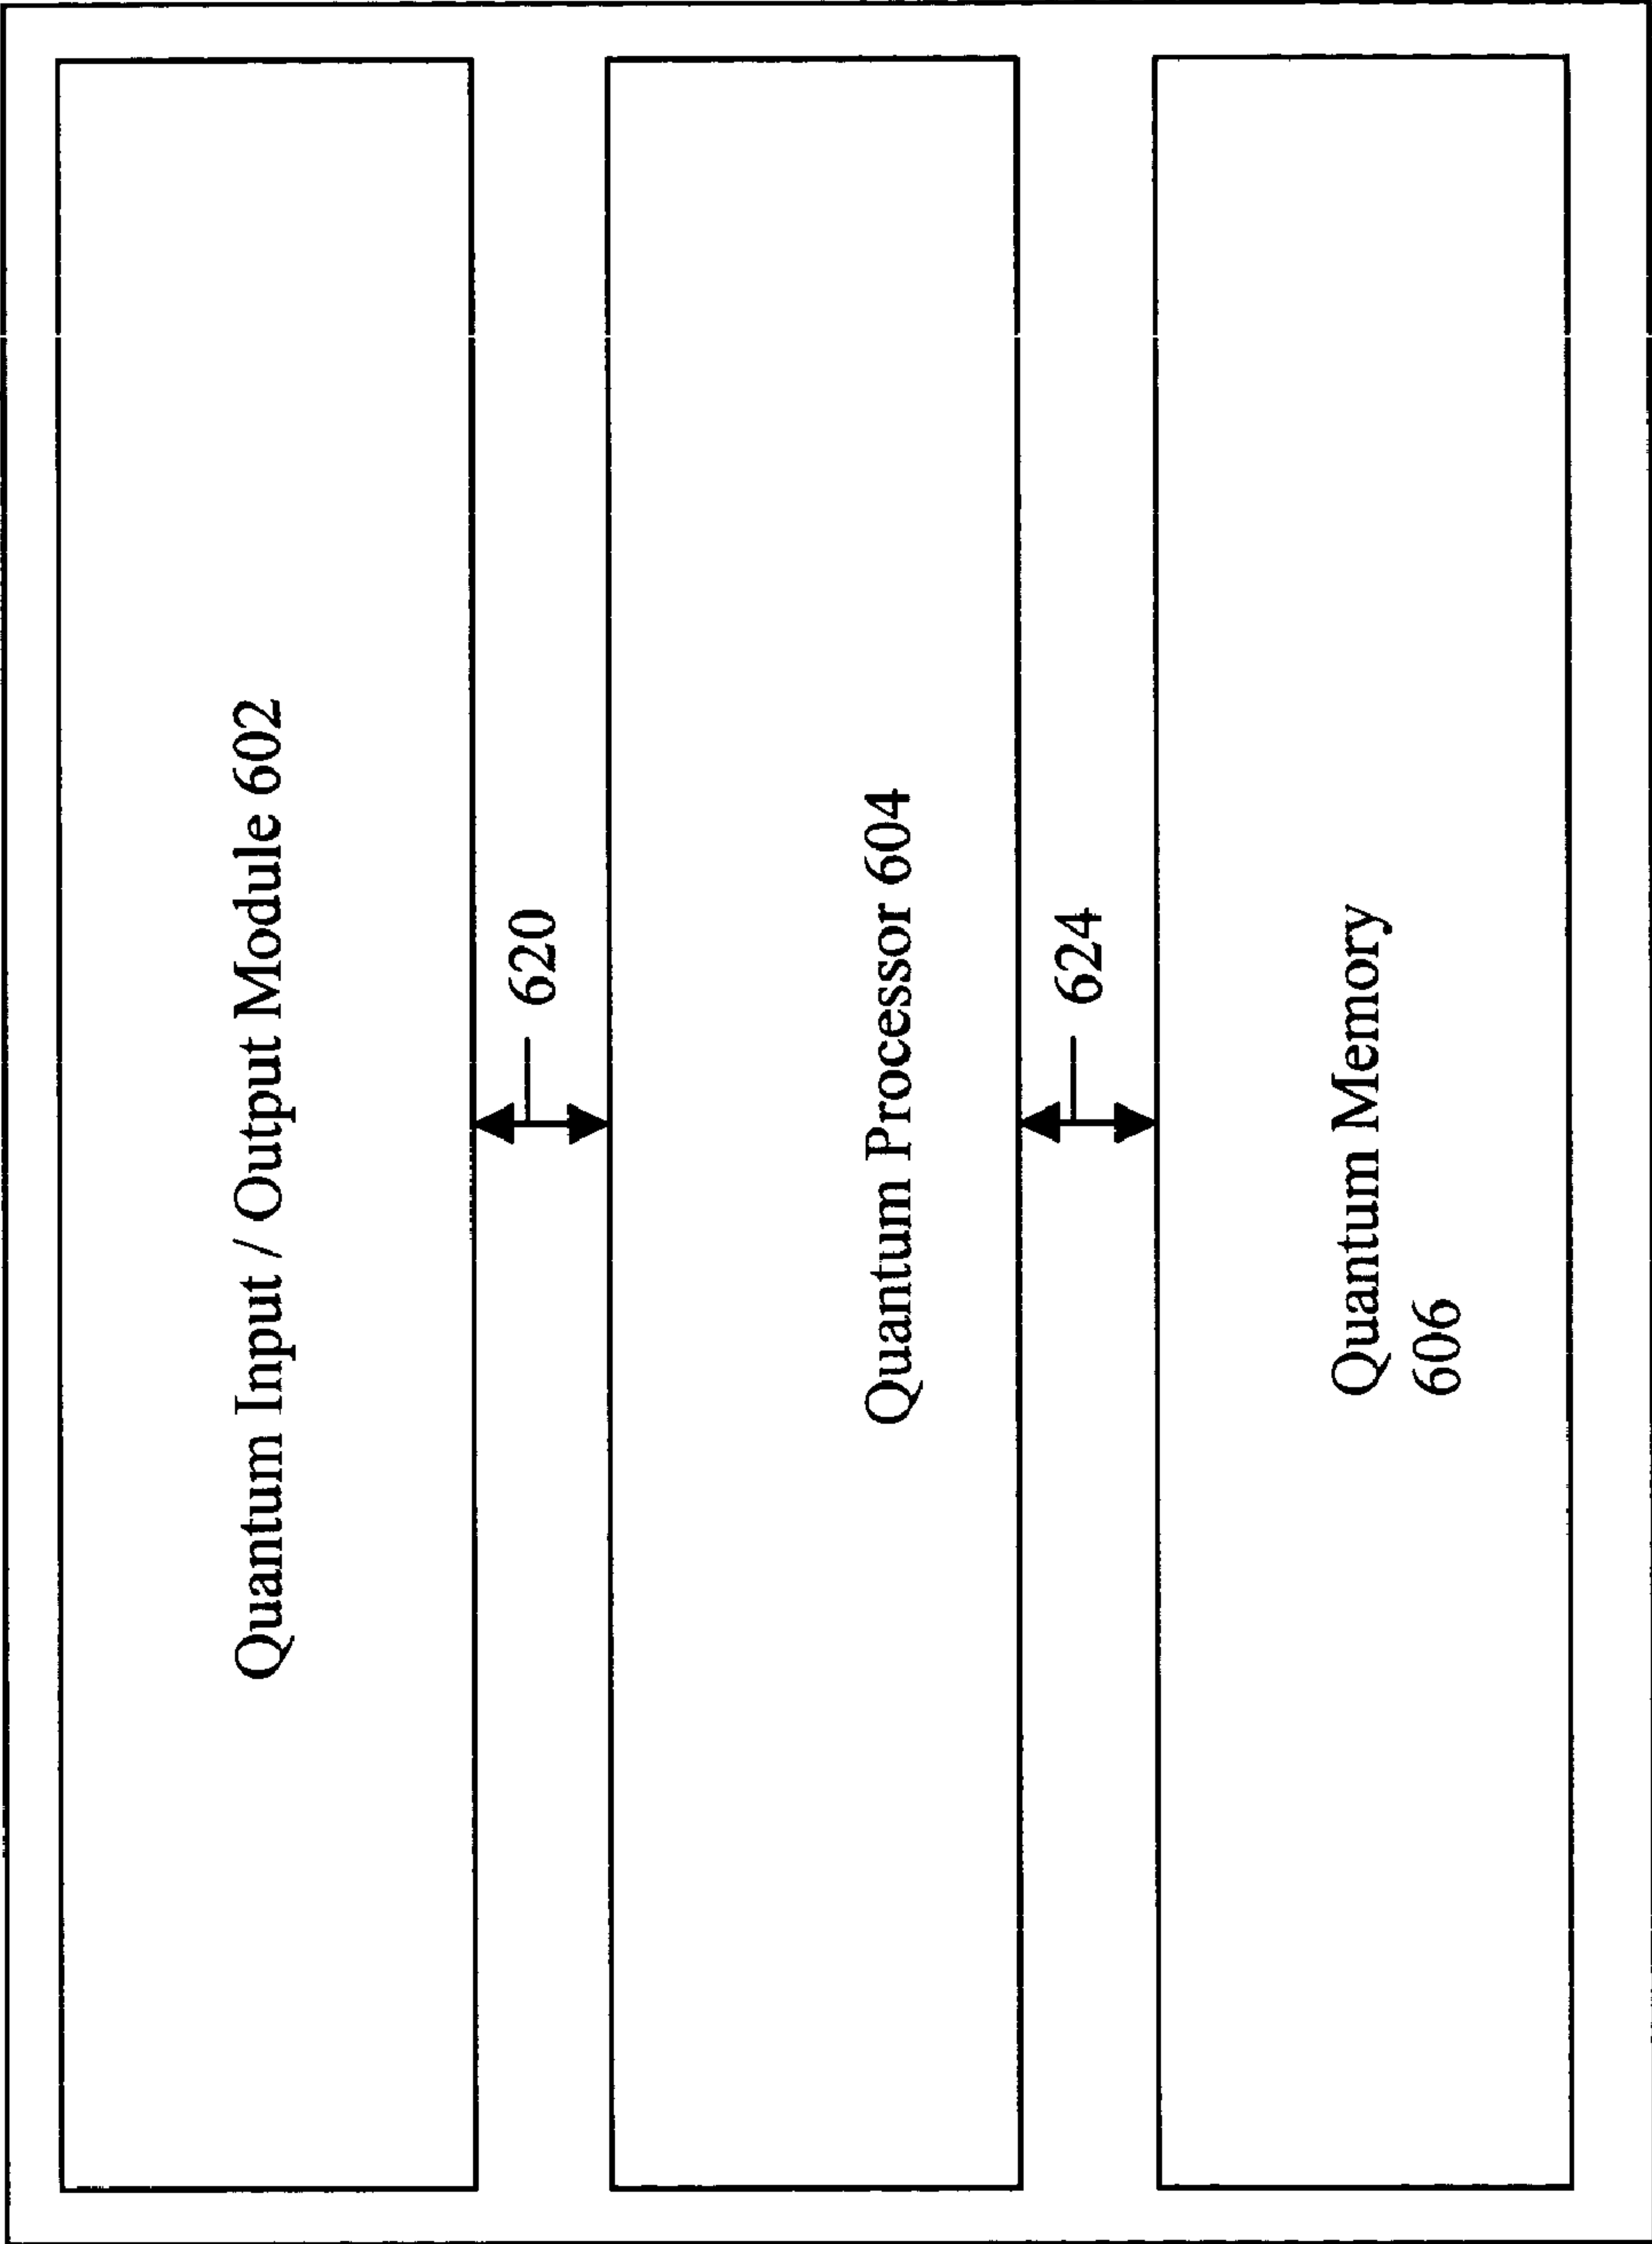 Quantum Input / Output Module 602
620
Quantum Processor 604
624
Quantum Memory
606